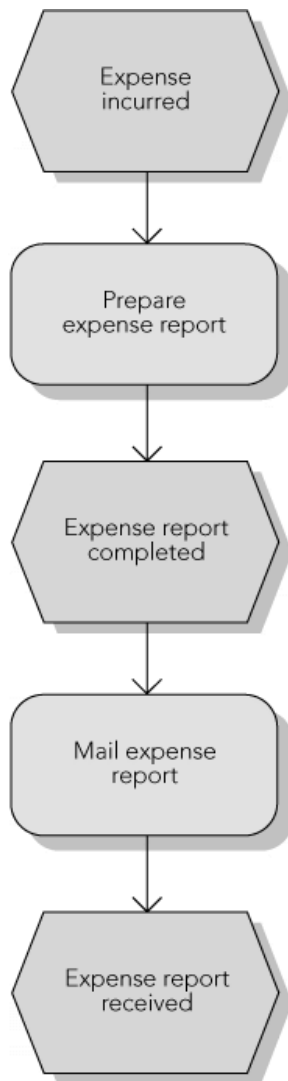 Expense
incurred
Prepare
expense report
Expense report
completed
Mail expense
report
Expense report
received